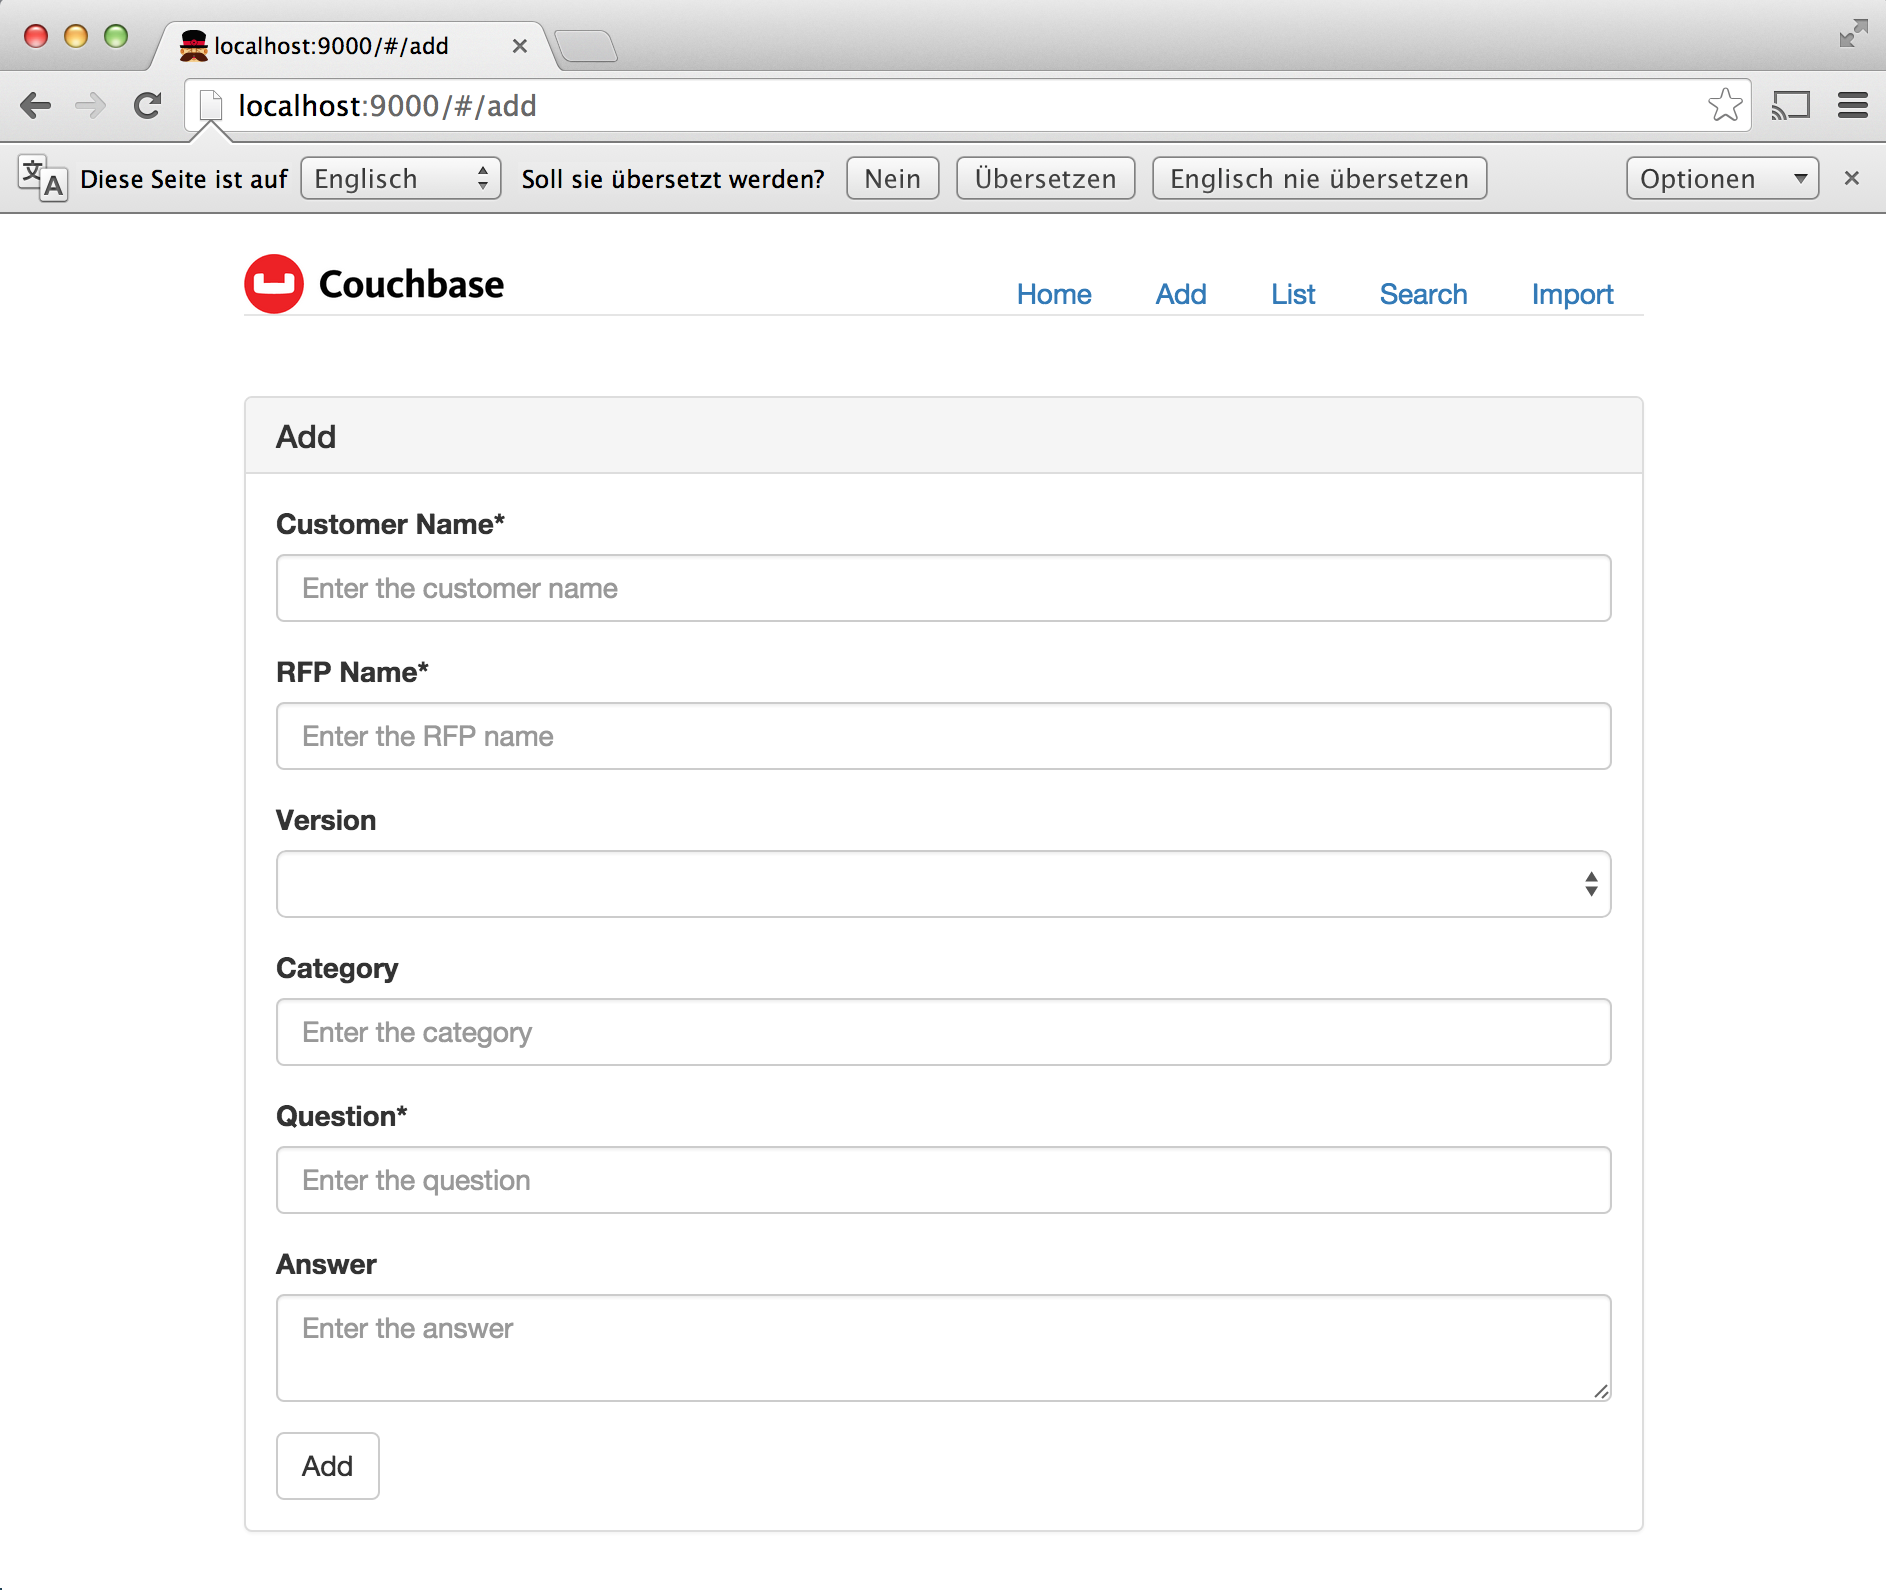 localhost:9000/#/add
localhost:9000/#/add
Diese Seite ist auf Englisch Soll sie übersetzt werden? Nein Übersetzen Englisch nie übersetzen Optionen
Couchbase Home Add List Search Import
Add
Customer Name*
Enter the customer name
RFP Name*
Enter the RFP name
Version
Category
Enter the category
Question*
Enter the question
Answer
Enter the answer
Add